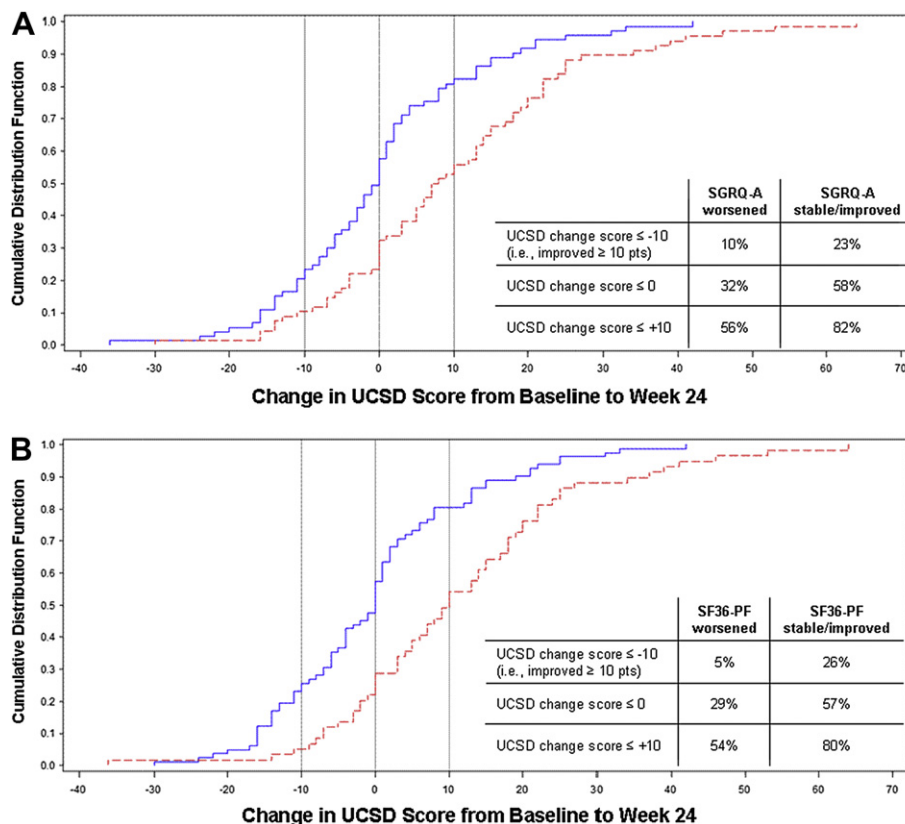 A
1.0
0.9
0.8
0.7
0.6
0.5
0.4
0.3
0.2
0.1
0.0
Cumulative Distribution Function
SGRQ-A worsened
SGRQ-A stable/improved
UCSD change score ≤ -10 (i.e., improved ≥ 10 pts)
10%
23%
UCSD change score ≤ 0
32%
58%
UCSD change score ≤ +10
56%
82%
-40 -30 -20 -10 0 10 20 30 40 50 60 70
Change in UCSD Score from Baseline to Week 24
B
1.0
0.9
0.8
0.7
0.6
0.5
0.4
0.3
0.2
0.1
0.0
Cumulative Distribution Function
SF36-PF worsened
SF36-PF stable/improved
UCSD change score ≤ -10 (i.e., improved ≥ 10 pts)
5%
26%
UCSD change score ≤ 0
29%
57%
UCSD change score ≤ +10
54%
80%
-40 -30 -20 -10 0 10 20 30 40 50 60 70
Change in UCSD Score from Baseline to Week 24